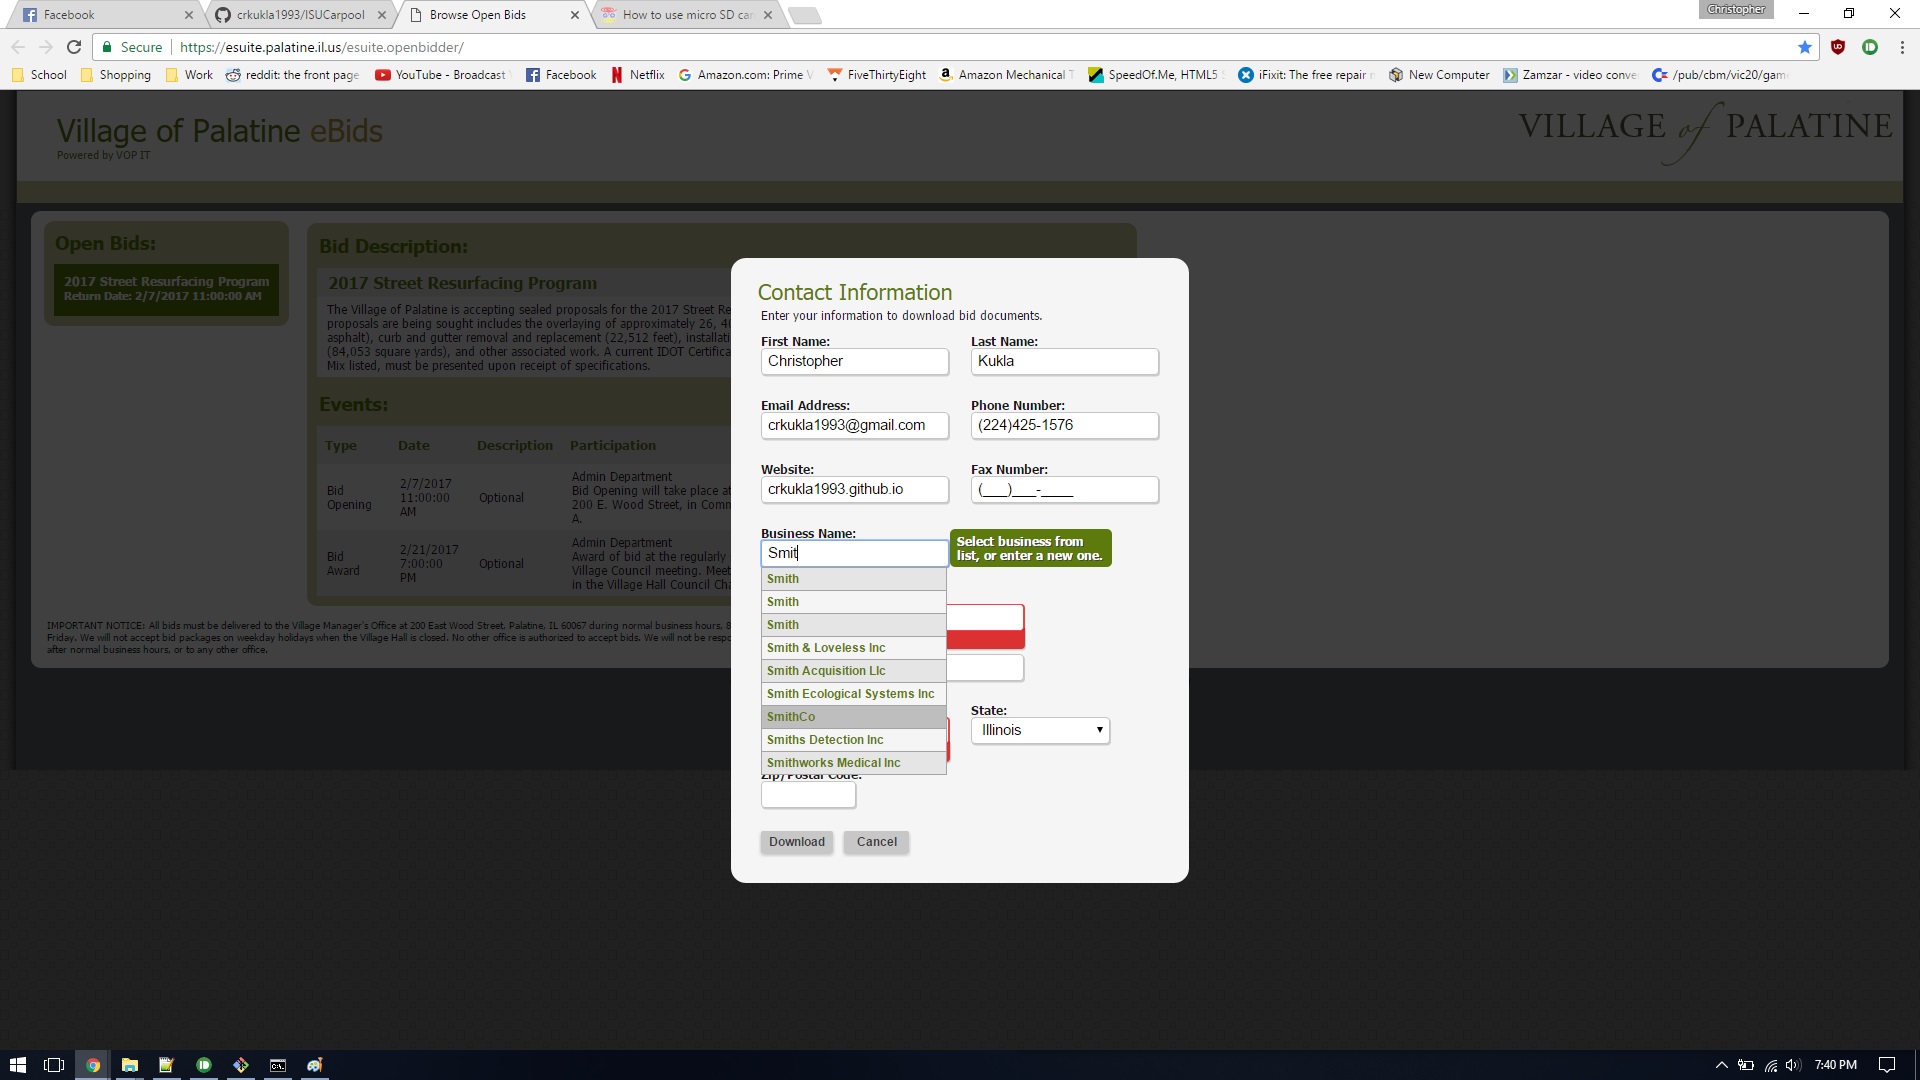 Facebook
crkukla1993/ISUCarpool
Browse Open Bids
How to use micro SD car
Christopher
Secure
https://esuite.palatine.il.us/esuite.openbidder/
School
Shopping
Work
reddit: the front page
YouTube - Broadcast
Facebook
Netflix
Amazon.com: Prime
FiveThirtyEight
Amazon Mechanical
SpeedOf.Me, HTML5
iFixit: The free repair
New Computer
Zamzar - video conve
/pub/cbm/vic20/gam
Village of Palatine eBids
Powered by VOP IT
VILLAGE of PALATINE
Open Bids:
2017 Street Resurfacing Program
Return Date: 2/7/2017 11:00:00 AM
Bid Description:
2017 Street Resurfacing Program
The Village of Palatine is accepting sealed proposals for the 2017 Street Re
proposals are being sought includes the overlaying of approximately 26, 40
asphalt), curb and gutter removal and replacement (22,512 feet), installati
(84,053 square yards), and other associated work. A current IDOT Certifica
Mix listed, must be presented upon receipt of specifications.
Events:
Type Date Description Participation
Bid Opening
2/7/2017 11:00:00 AM
Optional
Admin Department
Bid Opening will take place at
200 E. Wood Street, in Comm
A.
Bid Award
2/21/2017 7:00:00 PM
Optional
Admin Department
Award of bid at the regularly
Village Council meeting. Meet
in the Village Hall Council Cha
IMPORTANT NOTICE: All bids must be delivered to the Village Manager's Office at 200 East Wood Street, Palatine, IL 60067 during normal business hours, 8
Friday. We will not accept bid packages on weekday holidays when the Village Hall is closed. No other office is authorized to accept bids. We will not be respo
after normal business hours, or to any other office.
Contact Information
Enter your information to download bid documents.
First Name:
Christopher
Last Name:
Kukla
Email Address:
crkukla1993@gmail.com
Phone Number:
(224)425-1576
Website:
crkukla1993.github.io
Fax Number:
(___)___-____
Business Name:
Smit
Select business from
list, or enter a new one.
Smith
Smith
Smith
Smith & Loveless Inc
Smith Acquisition Llc
Smith Ecological Systems Inc
SmithCo
Smiths Detection Inc
Smithworks Medical Inc
State:
Illinois
Zip/Postal Code:
Download
Cancel
7:40 PM